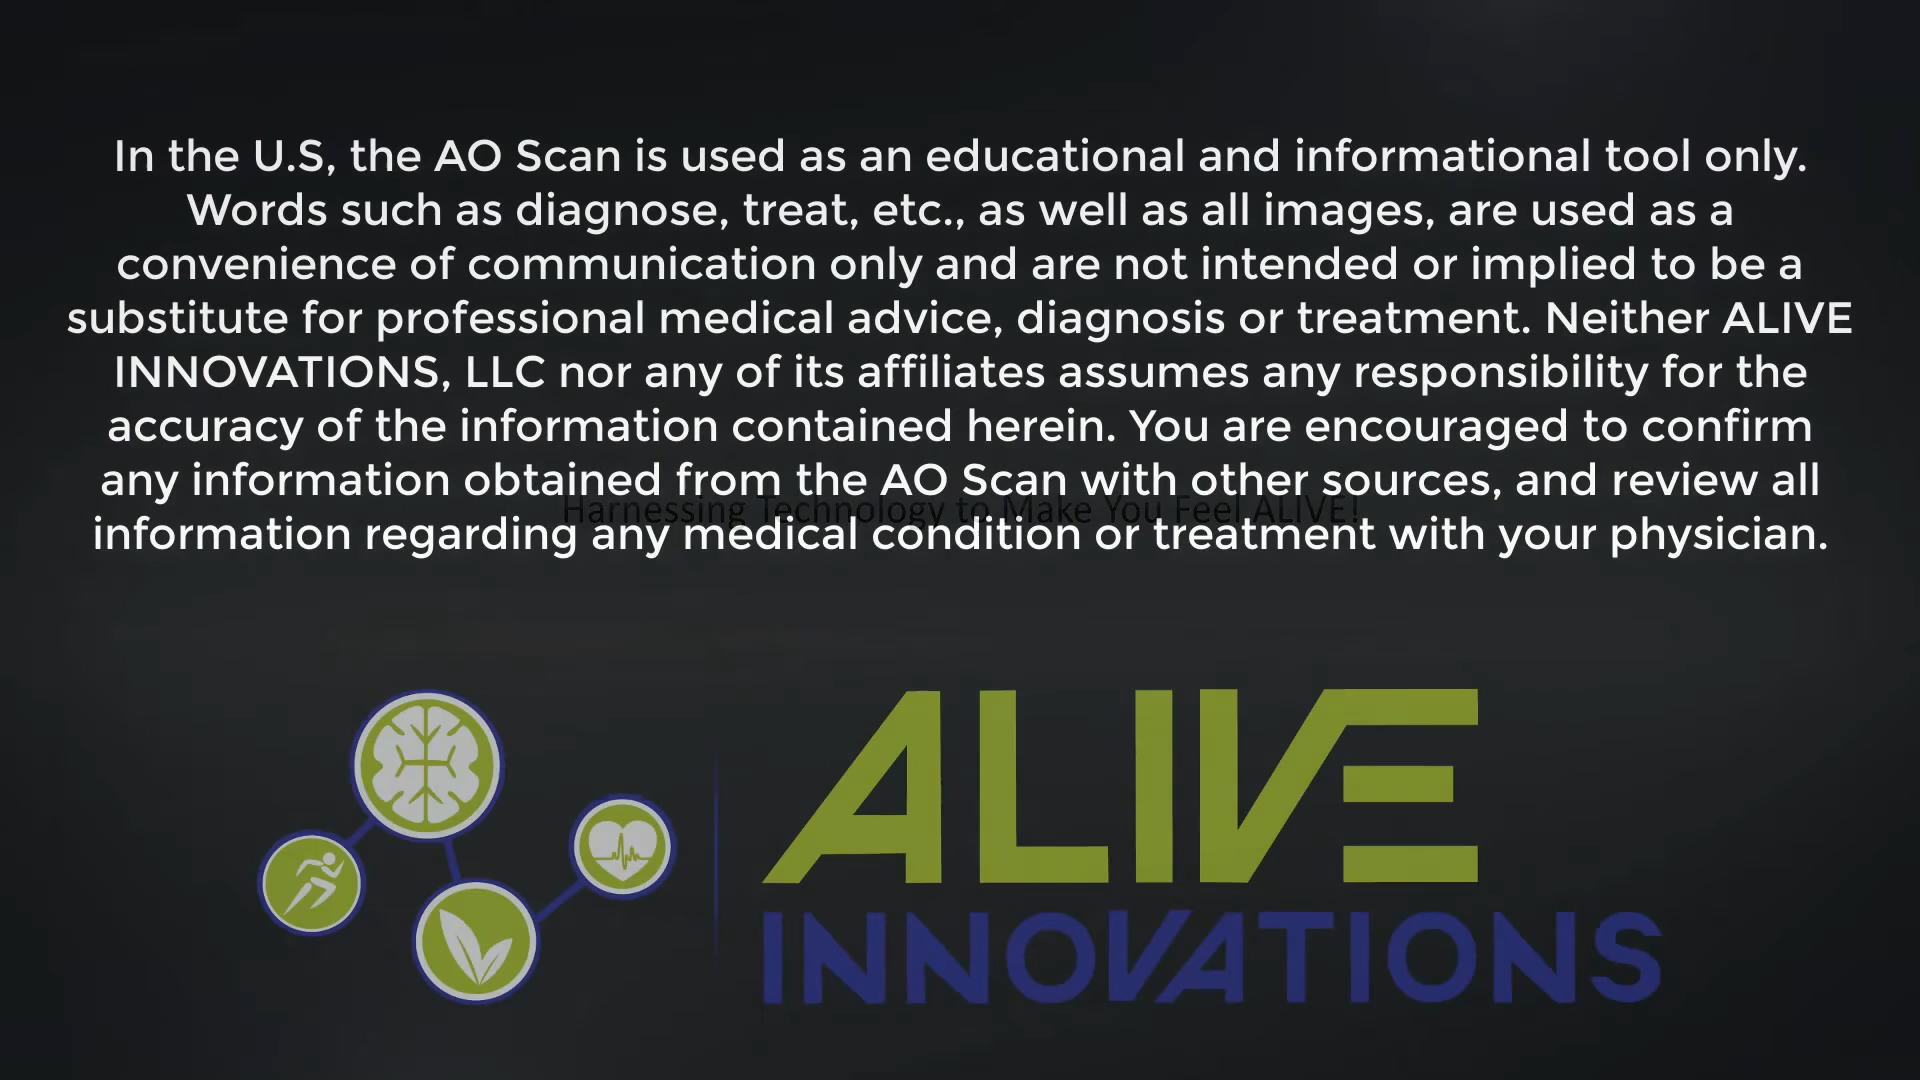 In the U.S, the AO Scan is used as an educational and informational tool only.
Words such as diagnose, treat, etc., as well as all images, are used as a
convenience of communication only and are not intended or implied to be a
substitute for professional medical advice, diagnosis or treatment. Neither ALIVE
INNOVATIONS, LLC nor any of its affiliates assumes any responsibility for the
accuracy of the information contained herein. You are encouraged to confirm
any information obtained from the AO Scan with other sources, and review all
Harnessing Technology to Make You Feel ALIVE!
information regarding any medical condition or treatment with your physician.
ALIVE
INNOVATIONS